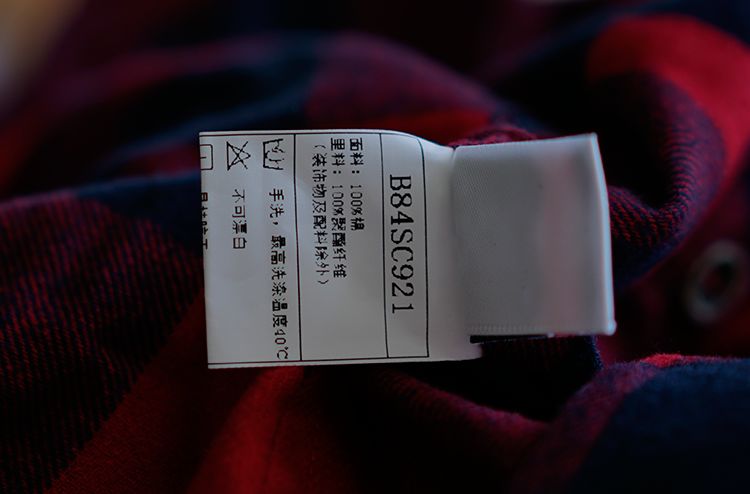 B84SC921
面料：100%棉
里料：100%聚酯纤维
（装饰物及配料除外）
手洗，最高洗涤温度40℃
不可漂白